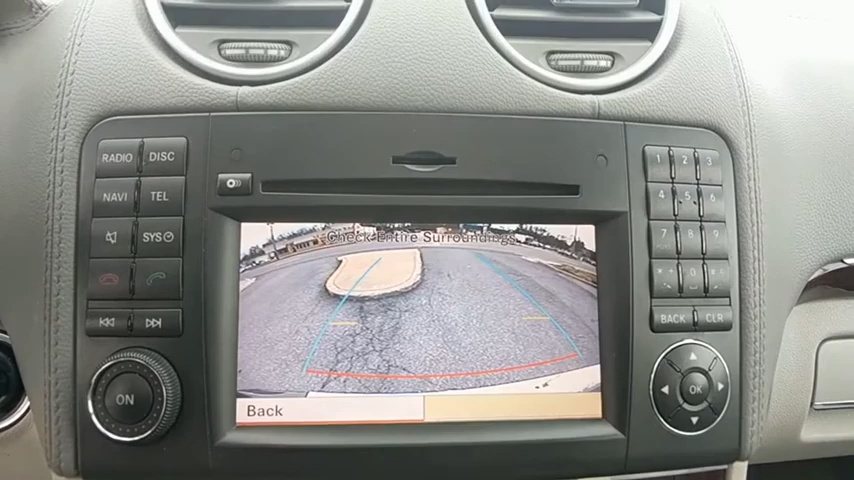 RADIO DISC
NAVI TEL
SYS
BACK CLR
ON
OK
1 2 3
4 5 6
7 8 9
* 0 #
Check Entire Surroundings
Back